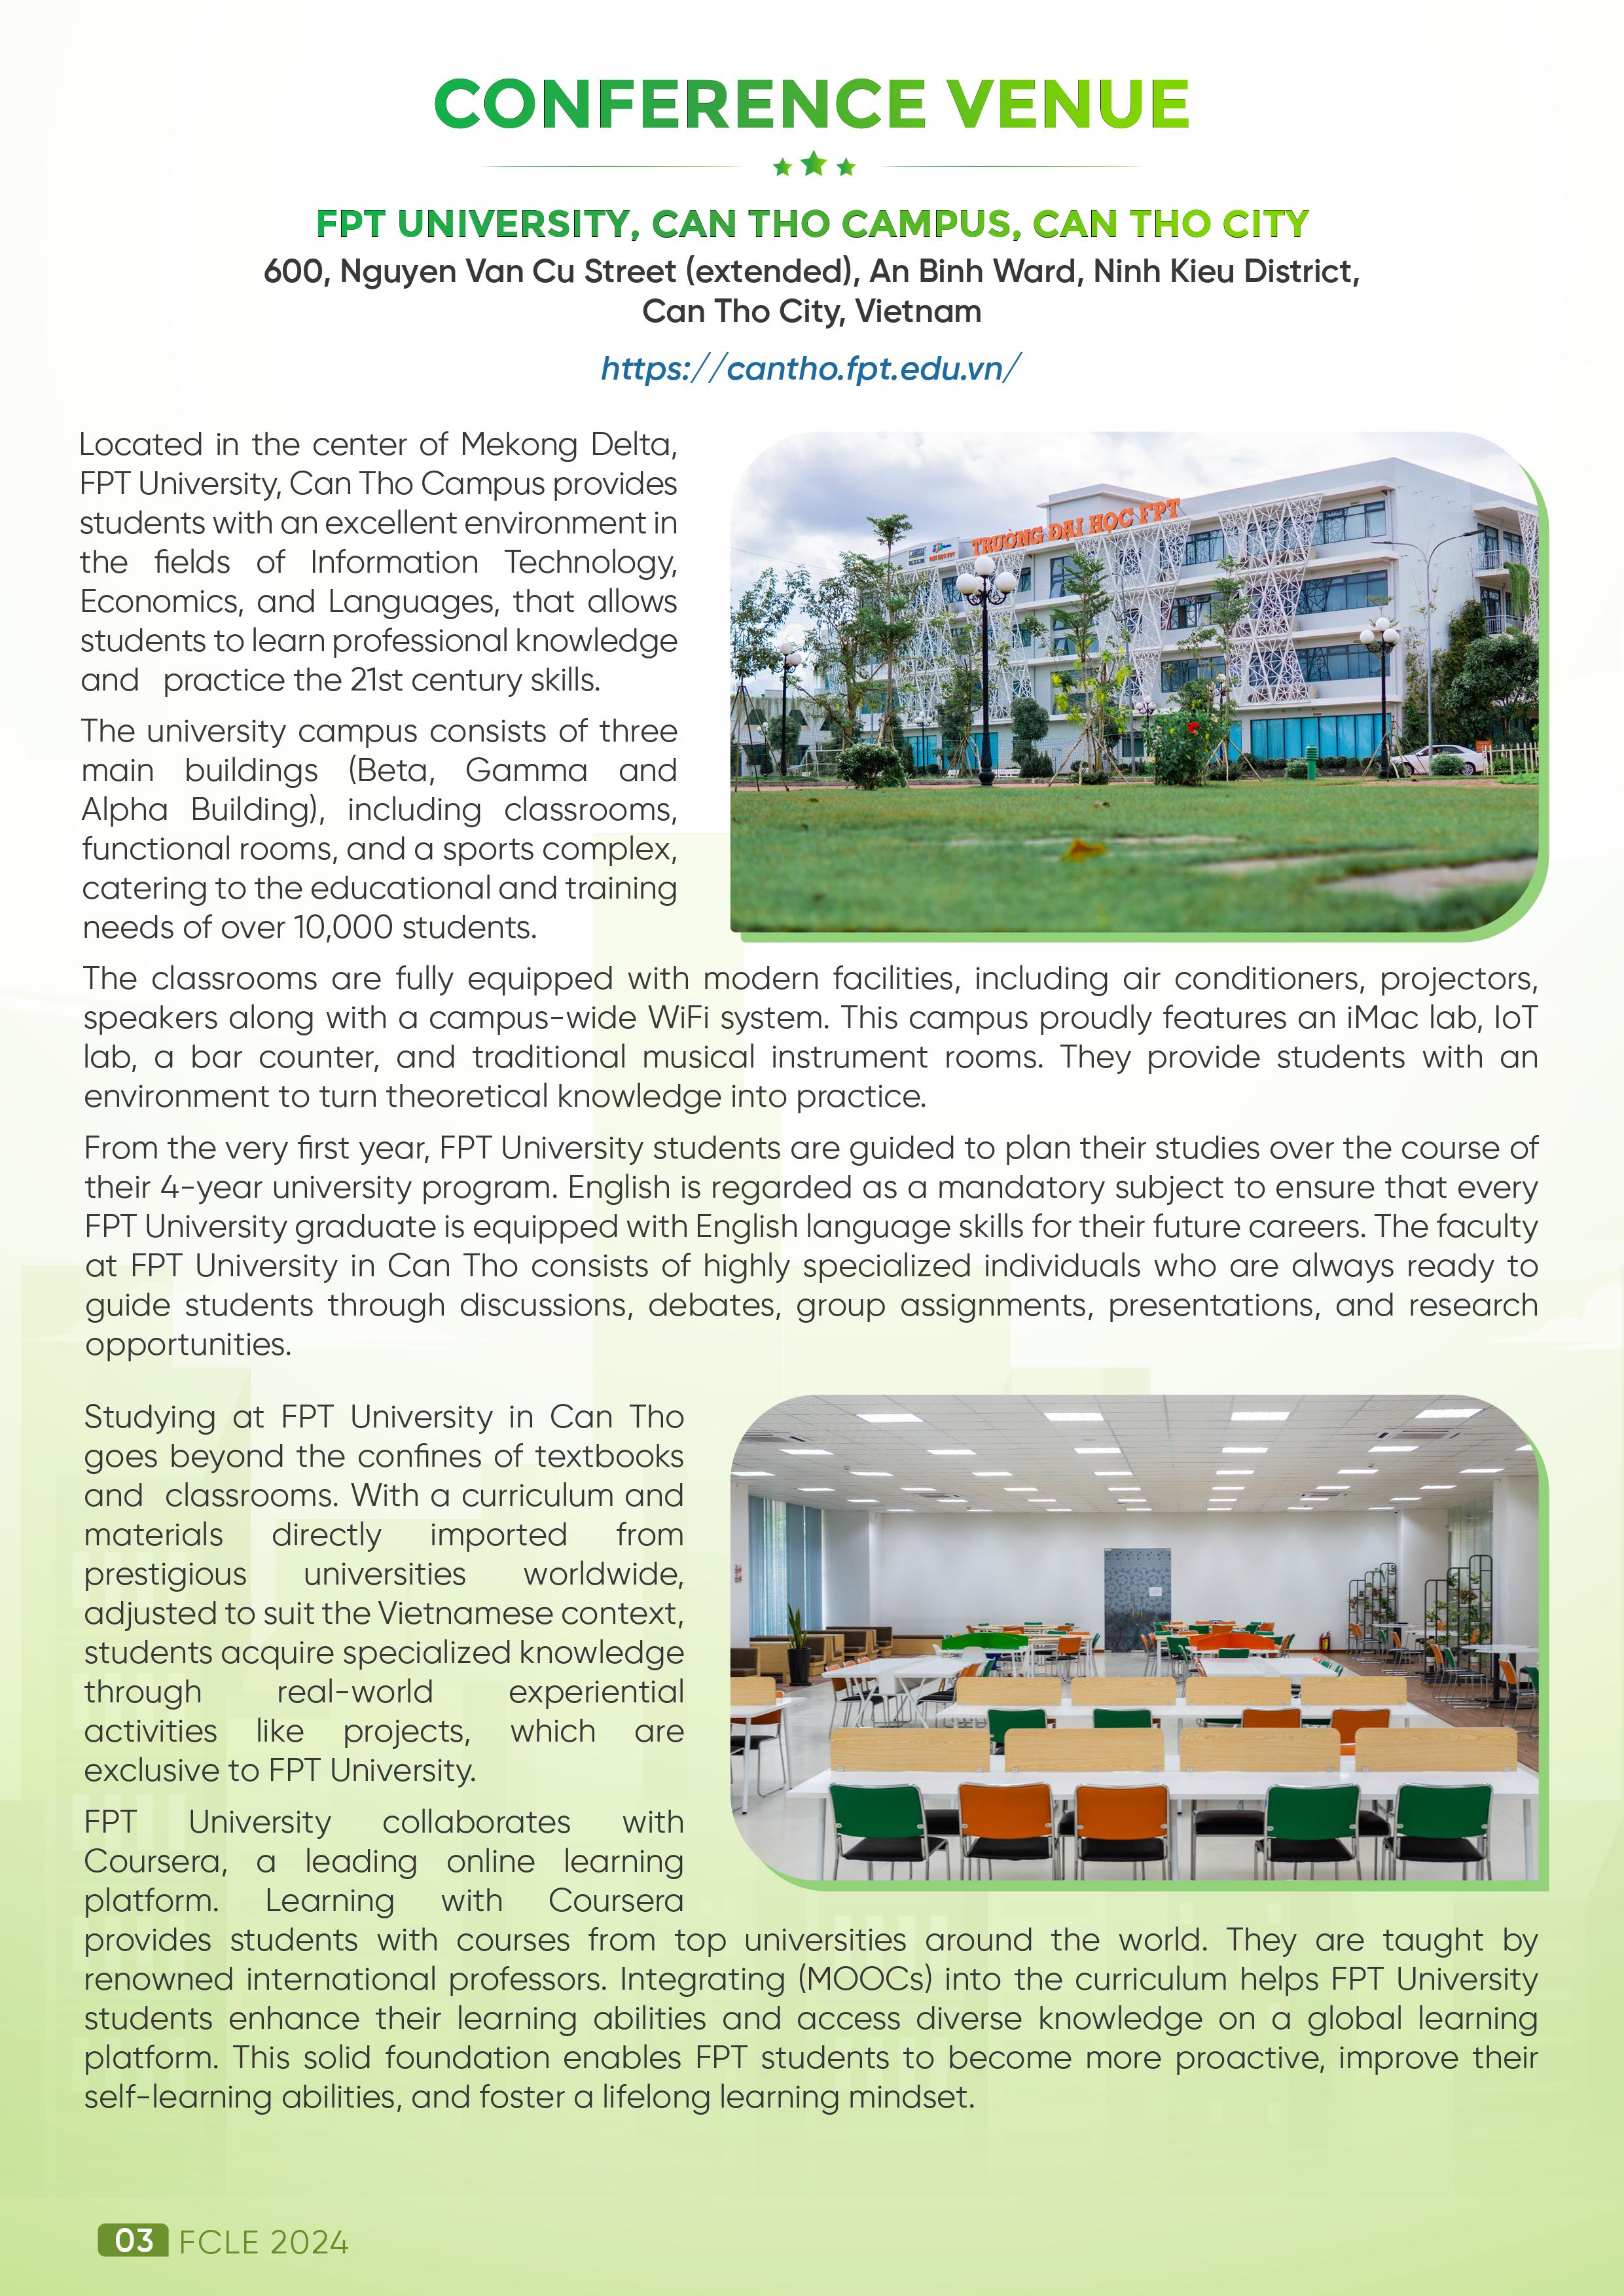 CONFERENCE VENUE
FPT UNIVERSITY, CAN THO CAMPUS, CAN THO CITY
600, Nguyen Van Cu Street (extended), An Binh Ward, Ninh Kieu District,
Can Tho City, Vietnam
https://cantho.fpt.edu.vn/
Located in the center of Mekong Delta,
FPT University, Can Tho Campus provides
students with an excellent environment in
the fields of Information Technology,
Economics, and Languages, that allows
students to learn professional knowledge
and practice the 21st century skills.
The university campus consists of three
main buildings (Beta, Gamma and
Alpha Building), including classrooms,
functional rooms, and a sports complex,
catering to the educational and training
needs of over 10,000 students.
TRƯỜNG ĐẠI HỌC FPT
The classrooms are fully equipped with modern facilities, including air conditioners, projectors,
speakers along with a campus-wide WiFi system. This campus proudly features an iMac lab, IoT
lab, a bar counter, and traditional musical instrument rooms. They provide students with an
environment to turn theoretical knowledge into practice.
From the very first year, FPT University students are guided to plan their studies over the course of
their 4-year university program. English is regarded as a mandatory subject to ensure that every
FPT University graduate is equipped with English language skills for their future careers. The faculty
at FPT University in Can Tho consists of highly specialized individuals who are always ready to
guide students through discussions, debates, group assignments, presentations, and research
opportunities.
Studying at FPT University in Can Tho
goes beyond the confines of textbooks
and classrooms. With a curriculum and
materials directly imported from
prestigious universities worldwide,
adjusted to suit the Vietnamese context,
students acquire specialized knowledge
through real-world experiential
activities like projects, which are
exclusive to FPT University.
FPT University collaborates with
Coursera, a leading online learning
platform. Learning with Coursera
provides students with courses from top universities around the world. They are taught by
renowned international professors. Integrating (MOOCs) into the curriculum helps FPT University
students enhance their learning abilities and access diverse knowledge on a global learning
platform. This solid foundation enables FPT students to become more proactive, improve their
self-learning abilities, and foster a lifelong learning mindset.
03 FCLE 2024